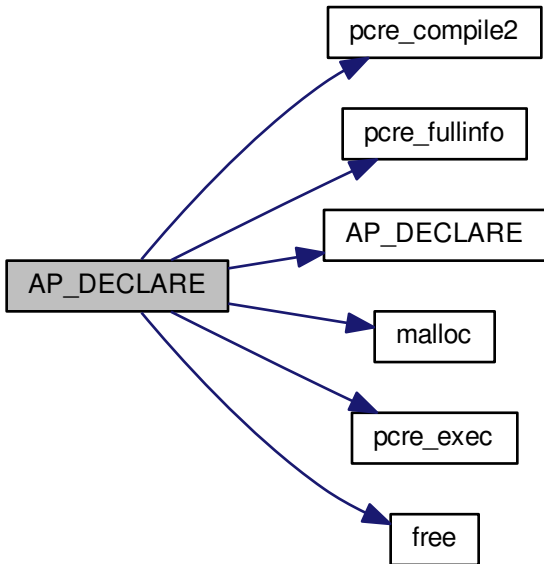 pcre_compile2
pcre_fullinfo
AP_DECLARE
AP_DECLARE
malloc
pcre_exec
free